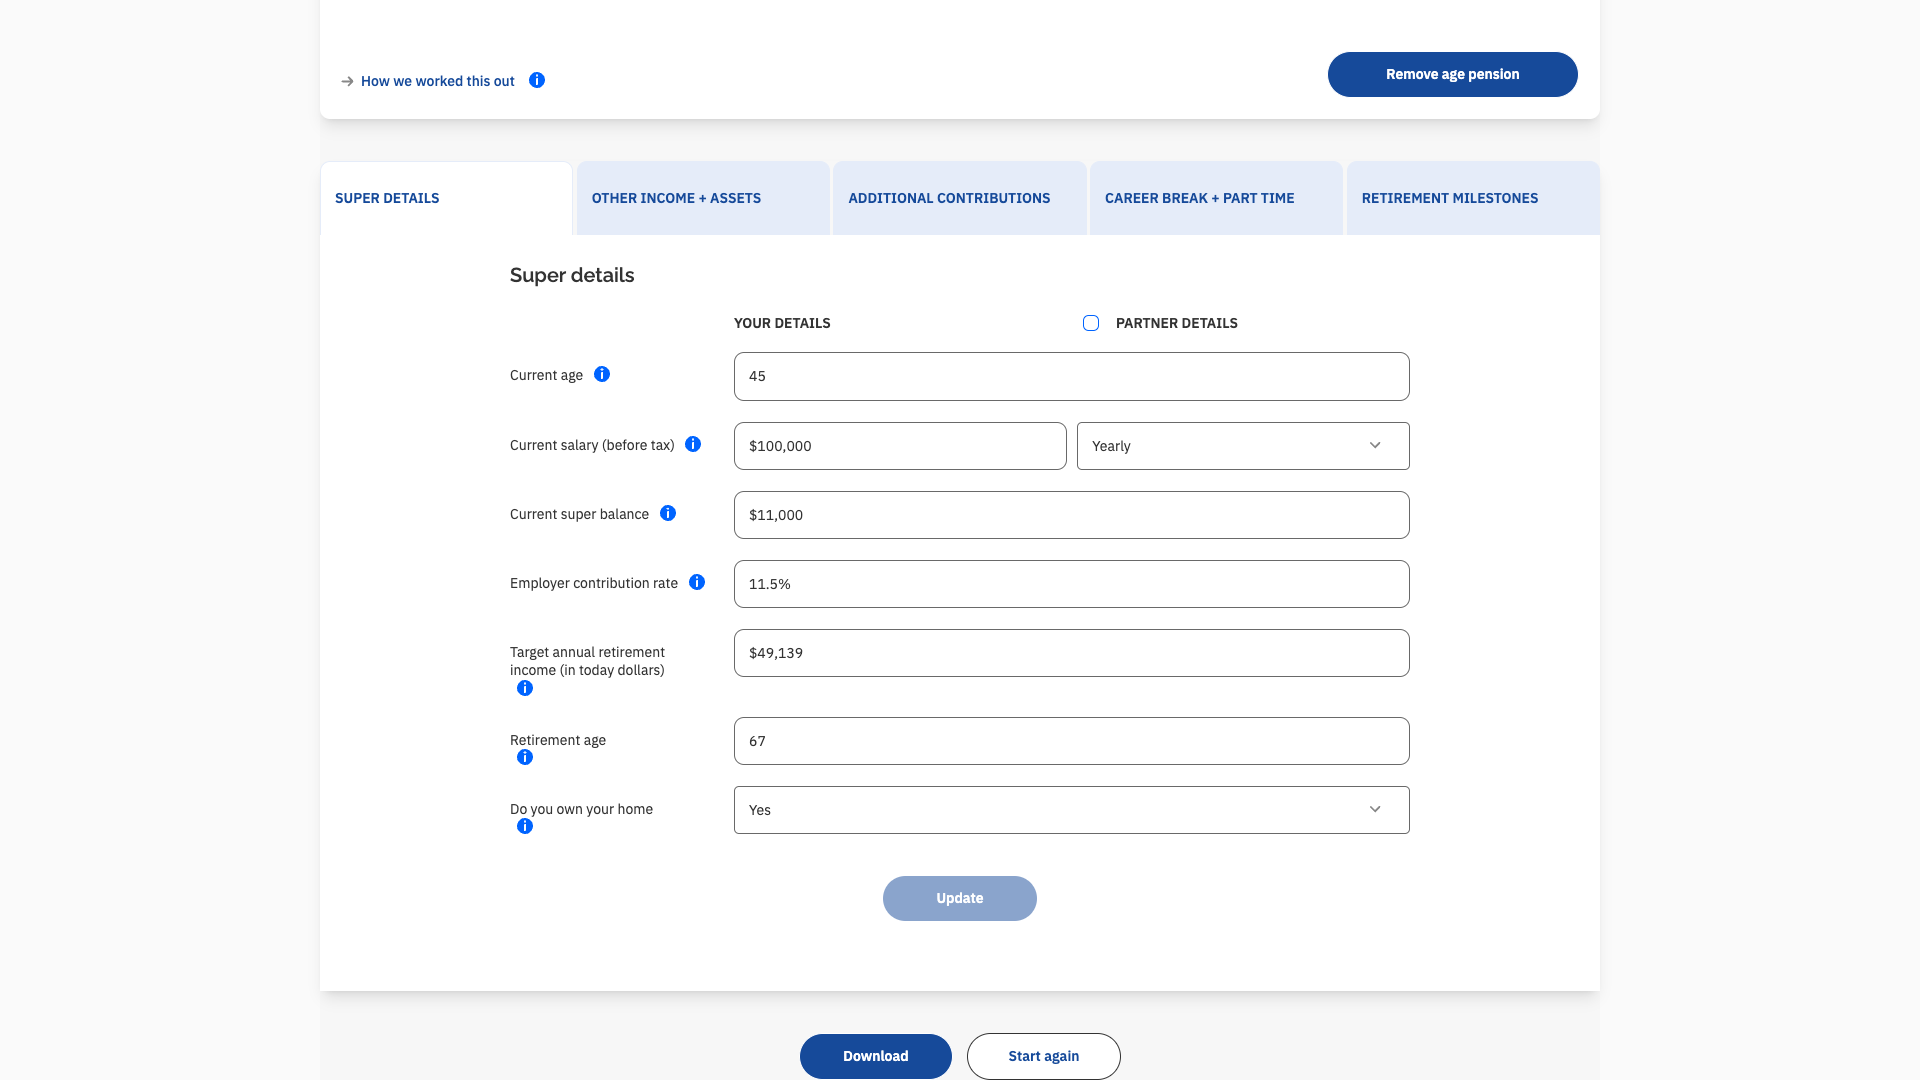 How we worked this out
Remove age pension
SUPER DETAILS
OTHER INCOME + ASSETS
ADDITIONAL CONTRIBUTIONS
CAREER BREAK + PART TIME
RETIREMENT MILESTONES
Super details
YOUR DETAILS
PARTNER DETAILS
Current age
45
Current salary (before tax)
$100,000
Yearly
Current super balance
$11,000
Employer contribution rate
11.5%
Target annual retirement
income (in today dollars)
$49,139
Retirement age
67
Do you own your home
Yes
Update
Download
Start again